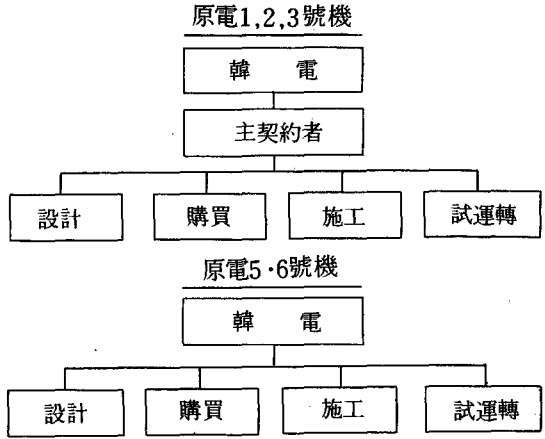 原電1,2,3號機
韓 電
主契約者
設計 購買 施工 試運轉
原電5·6號機
韓 電
設計 購買 施工 試運轉